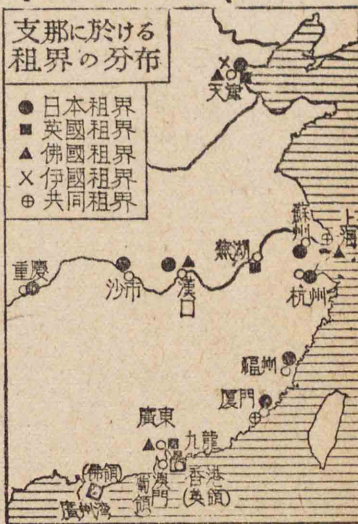 支那に於ける
租界の分布
日本租界
英國租界
佛國租界
伊國租界
共同租界
天津
蘇州
上海
蕪湖
杭州
重慶
沙市
漢口
福州
厦門
廣東
九龍
香港
(英領)
澳門
葡領
(佛領)
廣州灣